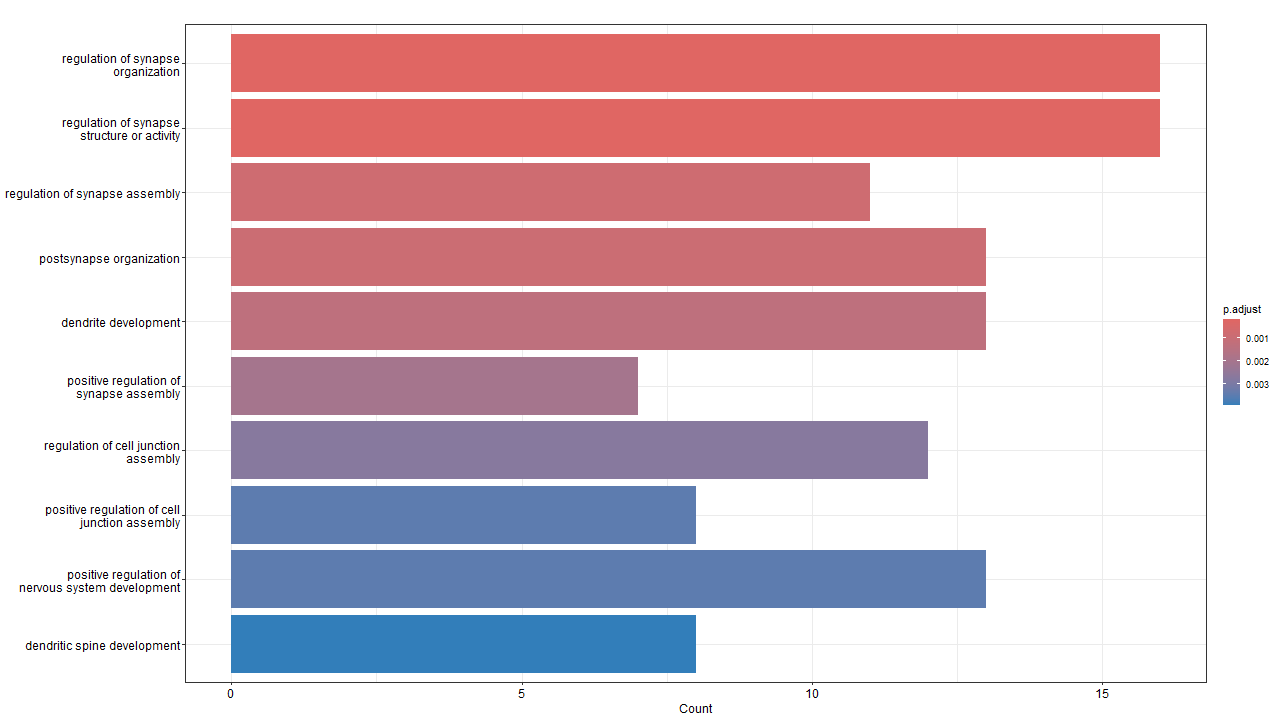 regulation of synapse
organization
regulation of synapse
structure or activity
regulation of synapse assembly
postsynapse organization
dendrite development
positive regulation of
synapse assembly
regulation of cell junction
assembly
positive regulation of cell
junction assembly
positive regulation of
nervous system development
dendritic spine development
0
5
10
15
Count
p.adjust
0.001
0.002
0.003